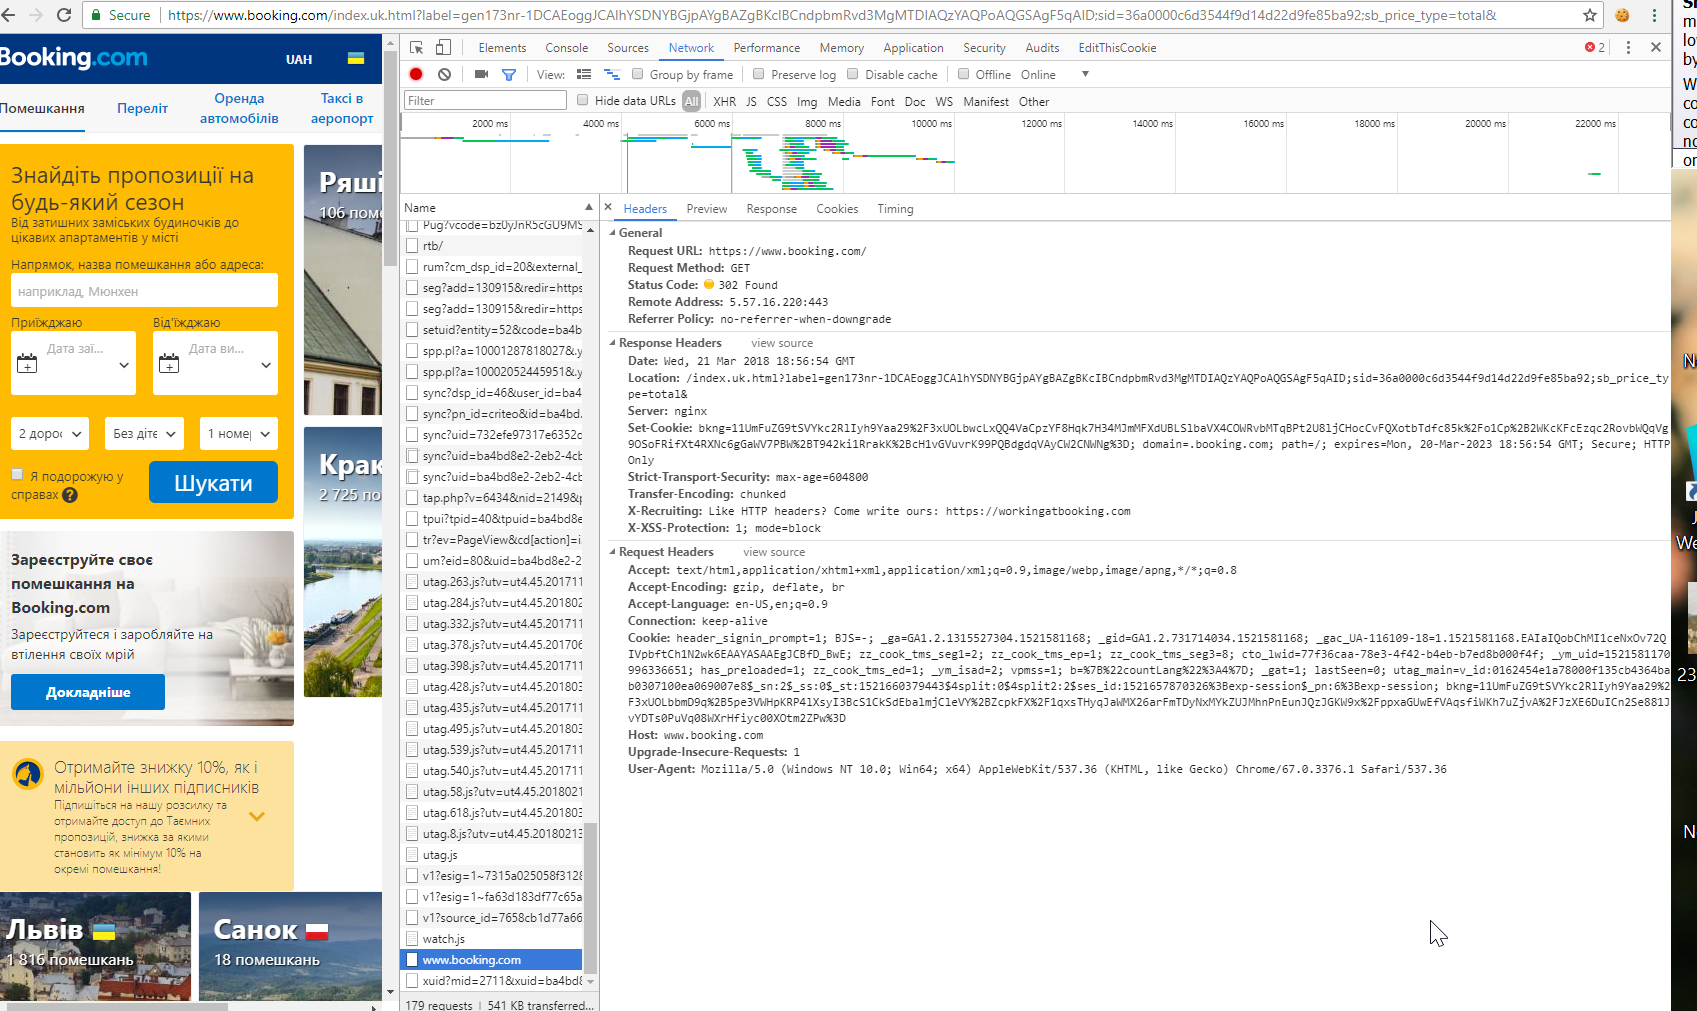 Secure https://www.booking.com/index.uk.html?label=gen173nr-1DCAEoggJCAlhYSDNYBGjpAYgBAZgBKcIBCndpbmRvd3MgMTDIAQzYAQPoAQGSAgF5qAID;sid=36a0000c6d3544f9d14d22d9fe85ba92;sb_price_type=total&
Booking.com UAH
Помешкання Переліт Оренда автомобілів Таксі в аеропорт
Знайдіть пропозиції на
будь-який сезон
Від затишних заміських будиночків до
цікавих апартаментів у місті
Напрямок, назва помешкання або адреса:
наприклад, Мюнхен
Приїжджаю Від'їжджаю
Дата заї... Дата ви...
2 дорос Без діте 1 номер
Я подорожую у
справах ?
Шукати
Ряші
106 поме
Крак
2 725 по
Зареєструйте своє
помешкання на
Booking.com
Зареєструйтеся і заробляйте на
втілення своїх мрій
Докладніше
Отримайте знижку 10%, як і
мільйони інших підписників
Підпишіться на нашу розсилку та
отримайте доступ до Таємних
пропозицій, знижка за якими
становить як мінімум 10% на
окремі помешкання!
Львів
1 816 помешкань
Санок
18 помешкань
Elements Console Sources Network Performance Memory Application Security Audits EditThisCookie 2
View: Group by frame Preserve log Disable cache Offline Online
Filter Hide data URLs All XHR JS CSS Img Media Font Doc WS Manifest Other
2000 ms 4000 ms 6000 ms 8000 ms 10000 ms 12000 ms 14000 ms 16000 ms 18000 ms 20000 ms 22000 ms
Name
Pug?vcode=bz0yJnR5cGU9MS
rtb/
rum?cm_dsp_id=20&external_
seg?add=130915&redir=https
seg?add=130915&redir=https
setuid?entity=52&code=ba4b
spp.pl?a=10001287818027&.y
spp.pl?a=10002052445951&.y
sync?dsp_id=46&user_id=ba4
sync?pn_id=criteo&id=ba4bd.
sync?uid=732efe97317e6352c
sync?uid=ba4bd8e2-2eb2-4cb
sync?uid=ba4bd8e2-2eb2-4cb
tap.php?v=6434&nid=2149&p
tpui?tpid=40&tpuid=ba4bd8e
tr?ev=PageView&cd[action]=i.
um?eid=80&uid=ba4bd8e2-2
utag.263.js?utv=ut4.45.201711
utag.284.js?utv=ut4.45.201802
utag.332.js?utv=ut4.45.201711
utag.378.js?utv=ut4.45.201706
utag.398.js?utv=ut4.45.201711
utag.428.js?utv=ut4.45.201803
utag.435.js?utv=ut4.45.201711
utag.495.js?utv=ut4.45.201803
utag.539.js?utv=ut4.45.201711
utag.540.js?utv=ut4.45.201711
utag.58.js?utv=ut4.45.2018021
utag.618.js?utv=ut4.45.201803
utag.8.js?utv=ut4.45.20180213
utag.js
v1?esig=1~7315a025058f3128
v1?esig=1~fa63d183df77c65a
v1?source_id=7658cb1d77a66
watch.js
www.booking.com
xuid?mid=2711&xuid=ba4bd8
179 requests | 541 KB transferred...
Headers Preview Response Cookies Timing
General
Request URL: https://www.booking.com/
Request Method: GET
Status Code: 302 Found
Remote Address: 5.57.16.220:443
Referrer Policy: no-referrer-when-downgrade
Response Headers view source
Date: Wed, 21 Mar 2018 18:56:54 GMT
Location: /index.uk.html?label=gen173nr-1DCAEoggJCAlhYSDNYBGjpAYgBAZgBKcIBCndpbmRvd3MgMTDIAQzYAQPoAQGSAgF5qAID;sid=36a0000c6d3544f9d14d22d9fe85ba92;sb_price_ty
pe=total&
Server: nginx
Set-Cookie: bkng=11UmFuZG9tSVYkc2RlIyh9Yaa29%2F3xUOLbwcLxQQ4VaCpzYF8Hqk7H34MJmMFXdUBLSlbaVX4COWRvbMTqBPt2U8ljCHocCvFQXotbTdfc85k%2Fo1Cp%2B2WKcKFcEzqc2RovbWQqVg
9OSoFRifXt4RXNc6gGaWV7PBW%2BT942ki1RrakK%2BcH1vGVuvrK99PQBdgdqVAyCW2CNWNg%3D; domain=.booking.com; path=/; expires=Mon, 20-Mar-2023 18:56:54 GMT; Secure; HTTP
Only
Strict-Transport-Security: max-age=604800
Transfer-Encoding: chunked
X-Recruiting: Like HTTP headers? Come write ours: https://workingatbooking.com
X-XSS-Protection: 1; mode=block
Request Headers view source
Accept: text/html,application/xhtml+xml,application/xml;q=0.9,image/webp,image/apng,*/*;q=0.8
Accept-Encoding: gzip, deflate, br
Accept-Language: en-US,en;q=0.9
Connection: keep-alive
Cookie: header_signin_prompt=1; BJS=-; _ga=GA1.2.1315527304.1521581168; _gid=GA1.2.731714034.1521581168; _gac_UA-116109-18=1.1521581168.EAIaIQobChMI1ceNxOv72Q
IVpbftCh1N2wk6EAAYASAAEgJCBfD_BwE; zz_cook_tms_seg1=2; zz_cook_tms_ep=1; zz_cook_tms_seg3=8; cto_lwid=77f36caa-78e3-4f42-b4eb-b7ed8b000f4f; _ym_uid=1521581170
996336651; has_preloaded=1; zz_cook_tms_ed=1; _ym_isad=2; vpmss=1; b=%7B%22countLang%22%3A4%7D; _gat=1; lastSeen=0; utag_main=v_id:0162454e1a78000f135cb4364ba
b0307100ea069007e8$_sn:2$_ss:0$_st:1521660379443$4split:0$4split2:2$ses_id:1521657870326%3Bexp-session$_pn:6%3Bexp-session; bkng=11UmFuZG9tSVYkc2RlIyh9Yaa29%2
F3xUOLbbmD9q%2B5pe3VWHpKRP4lXsyI3BcS1CkSdEbalmjCleVY%2BZcpkFX%2F1qxsTHyqJaWMX26arFmTDyNxMYkZUJMhnPnEunJQzJGKW9x%2FppxaGUwEfVAqsfiWKh7uZjvA%2FJzXE6DuICn2Se881J
vYDTs0PuVq08WXrHfiyc00XOtm2ZPw%3D
Host: www.booking.com
Upgrade-Insecure-Requests: 1
User-Agent: Mozilla/5.0 (Windows NT 10.0; Win64; x64) AppleWebKit/537.36 (KHTML, like Gecko) Chrome/67.0.3376.1 Safari/537.36
We
23